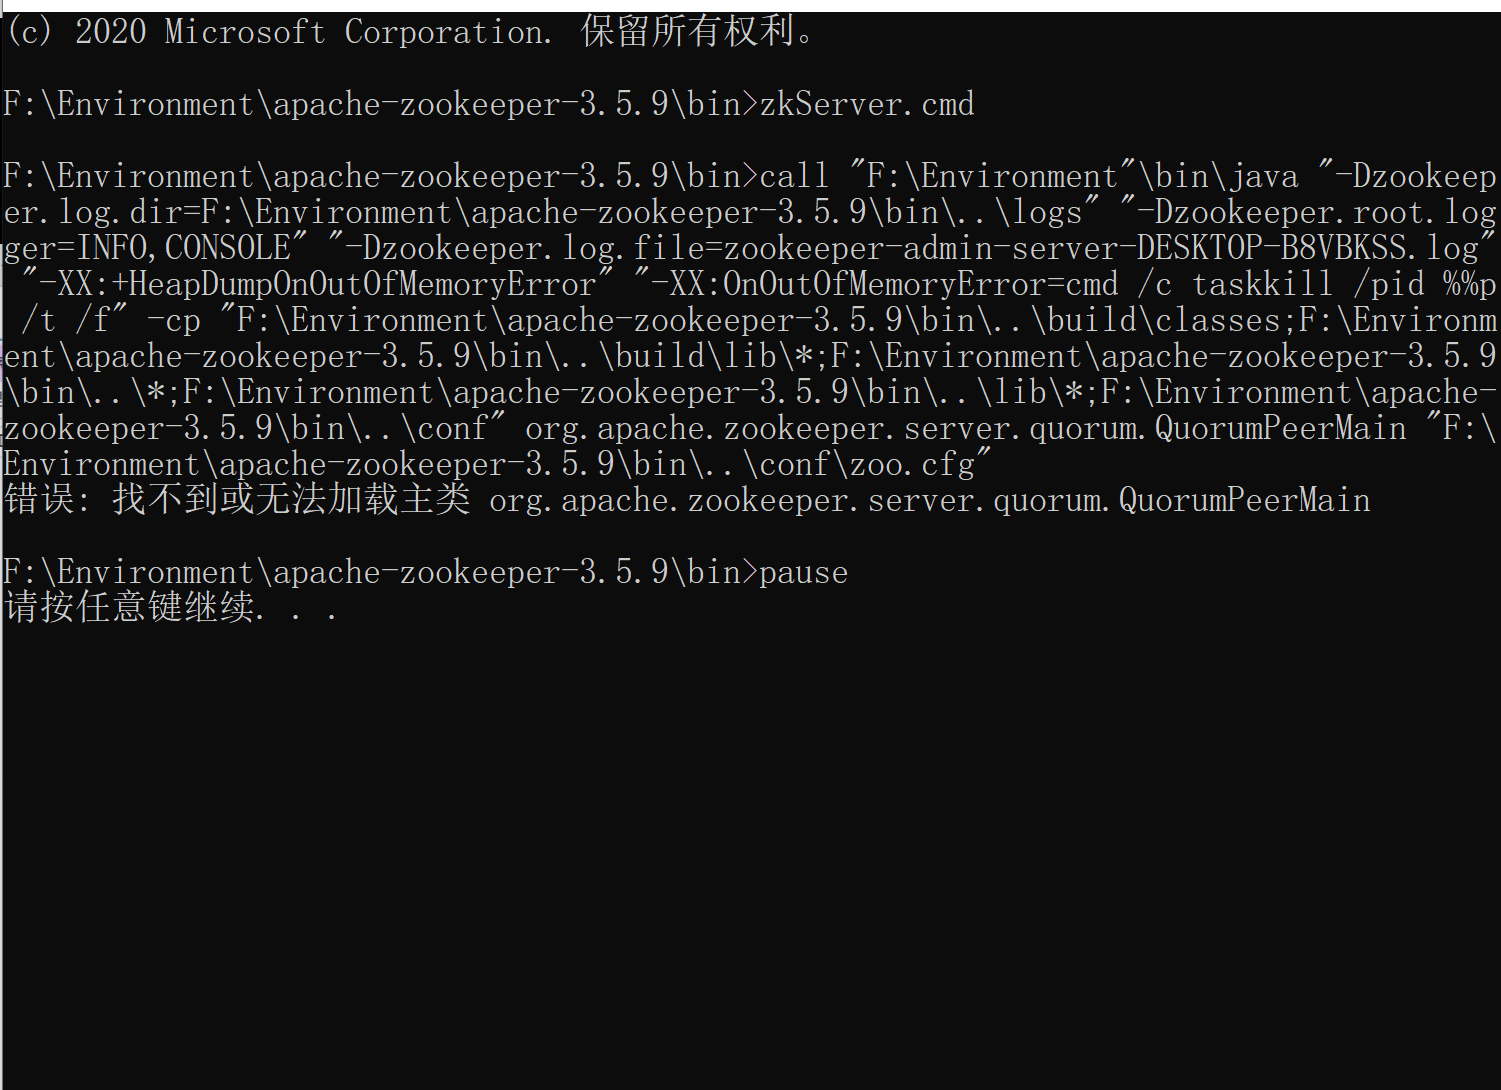 (c) 2020 Microsoft Corporation. 保留所有权利。
F:\Environment\apache-zookeeper-3.5.9\bin>zkServer.cmd
F:\Environment\apache-zookeeper-3.5.9\bin>call "F:\Environment"\bin\java "-Dzookeep
er.log.dir=F:\Environment\apache-zookeeper-3.5.9\bin\..\logs" "-Dzookeeper.root.log
ger=INFO,CONSOLE" "-Dzookeeper.log.file=zookeeper-admin-server-DESKTOP-B8VBKSS.log"
 "-XX:+HeapDumpOnOutOfMemoryError" "-XX:OnOutOfMemoryError=cmd /c taskkill /pid %%p
 /t /f" -cp "F:\Environment\apache-zookeeper-3.5.9\bin\..\build\classes;F:\Environm
ent\apache-zookeeper-3.5.9\bin\..\build\lib\*;F:\Environment\apache-zookeeper-3.5.9
\bin\..\*;F:\Environment\apache-zookeeper-3.5.9\bin\..\lib\*;F:\Environment\apache-
zookeeper-3.5.9\bin\..\conf" org.apache.zookeeper.server.quorum.QuorumPeerMain "F:\
Environment\apache-zookeeper-3.5.9\bin\..\conf\zoo.cfg"
错误: 找不到或无法加载主类 org.apache.zookeeper.server.quorum.QuorumPeerMain
F:\Environment\apache-zookeeper-3.5.9\bin>pause
请按任意键继续. . .